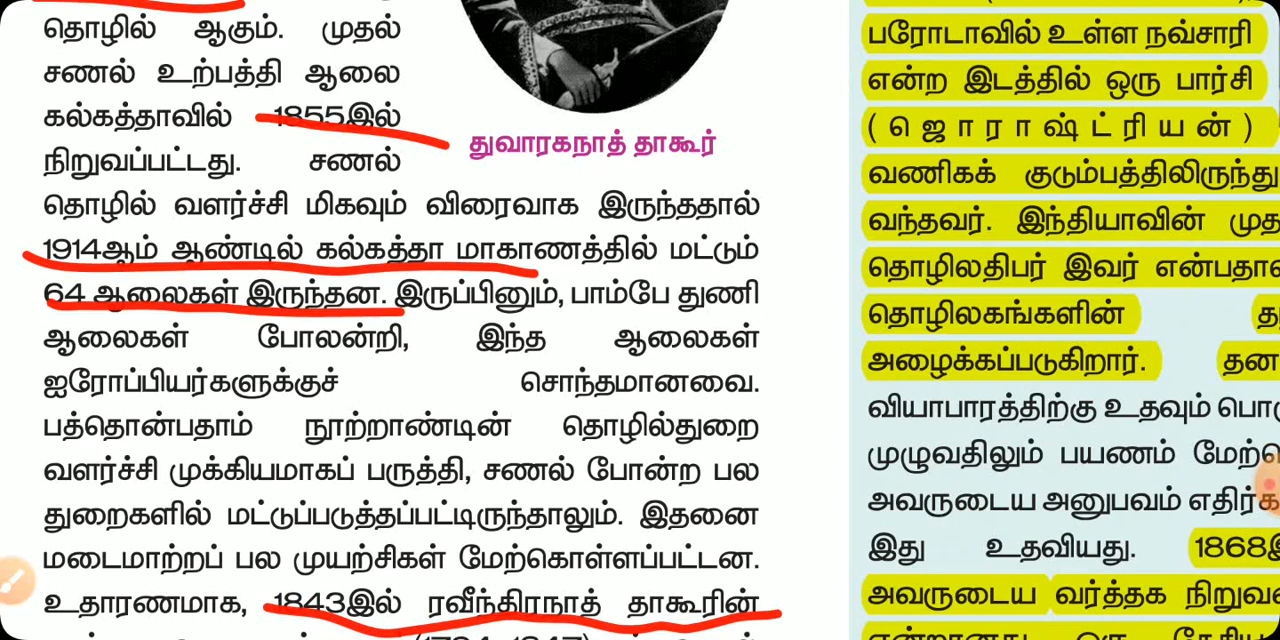 தொழில் ஆகும். முதல்
சணல் உற்பத்தி ஆலை
கல்கத்தாவில் 1855இல்
நிறுவப்பட்டது. சணல்
துவாரகநாத் தாகூர்
தொழில் வளர்ச்சி மிகவும் விரைவாக இருந்ததால்
1914ஆம் ஆண்டில் கல்கத்தா மாகாணத்தில் மட்டும்
64 ஆலைகள் இருந்தன. இருப்பினும், பாம்பே துணி
ஆலைகள் போலன்றி, இந்த ஆலைகள்
ஐரோப்பியர்களுக்குச் சொந்தமானவை.
பத்தொன்பதாம் நூற்றாண்டின் தொழில்துறை
வளர்ச்சி முக்கியமாகப் பருத்தி, சணல் போன்ற பல
துறைகளில் மட்டுப்படுத்தப்பட்டிருந்தாலும். இதனை
மடைமாற்றப் பல முயற்சிகள் மேற்கொள்ளப்பட்டன.
உதாரணமாக, 1843இல் ரவீந்திரநாத் தாகூரின்
பரோடாவில் உள்ள நவ்சாரி
என்ற இடத்தில் ஒரு பார்சி
(ஜொராஷ்ட்ரியன்)
வணிகக் குடும்பத்திலிருந்து
வந்தவர். இந்தியாவின் முத
தொழிலதிபர் இவர் என்பதா
தொழிலகங்களின் த
அழைக்கப்படுகிறார். தன
வியாபாரத்திற்கு உதவும் பொரு
முழுவதிலும் பயணம் மேற்
அவருடைய அனுபவம் எதிர்க
இது உதவியது. 1868இ
அவருடைய வர்த்தக நிறுவ